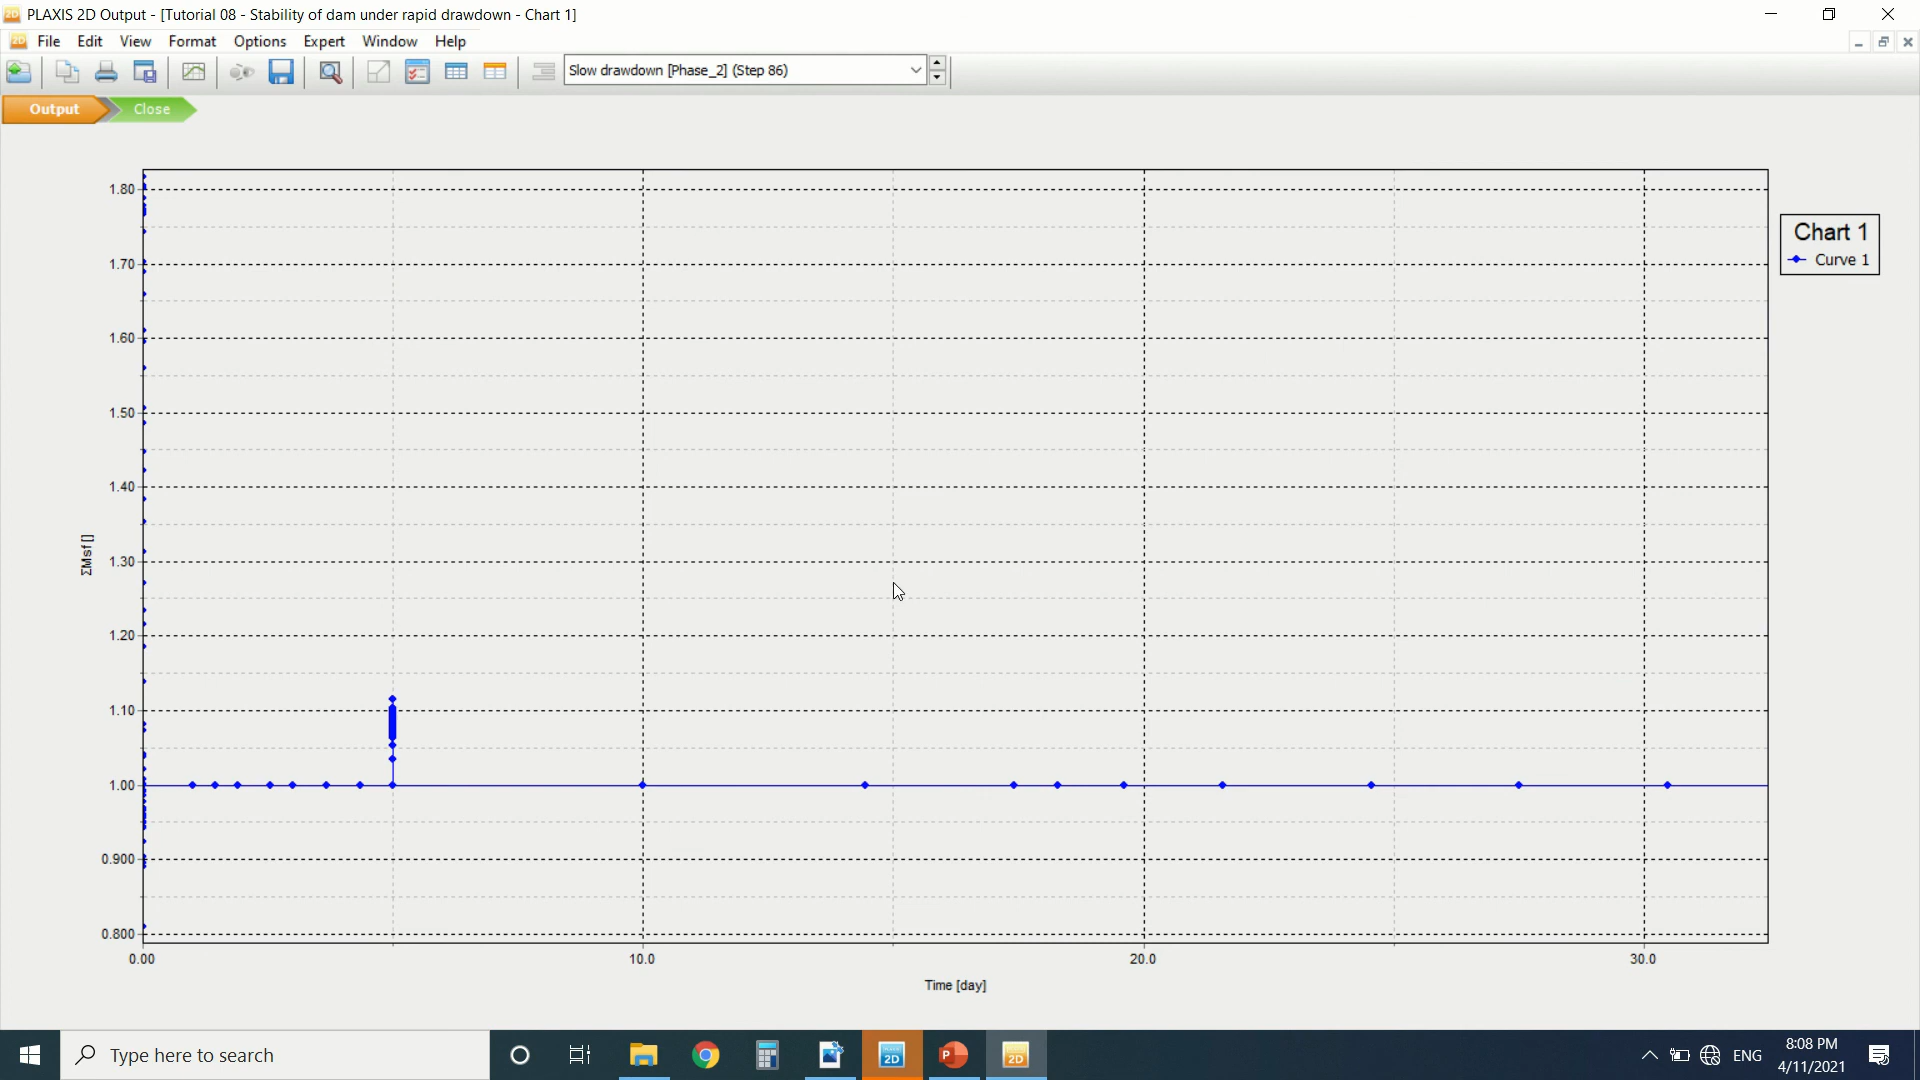 PLAXIS 2D Output - [Tutorial 08 - Stability of dam under rapid drawdown - Chart 1]
2D File Edit View Format Options Expert Window Help
Slow drawdown [Phase_2] (Step 86)
Output Close
1.80
1.70
1.60
1.50
1.40
1.30
1.20
1.10
1.00
0.900
0.800
ΣMsf []
0.00 10.0 20.0 30.0
Time [day]
Chart 1
Curve 1
Type here to search
2D
P
2D
ENG
8:08 PM
4/11/2021